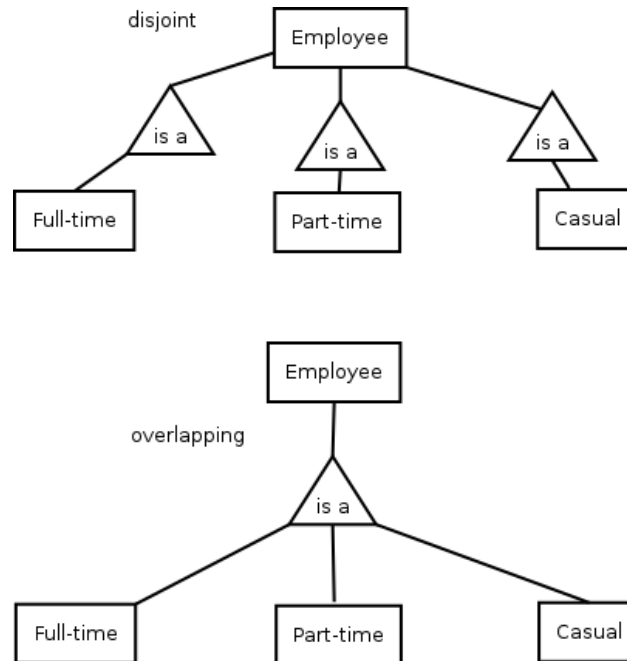 disjoint
Employee
is a
is a
is a
Full-time
Part-time
Casual
Employee
overlapping
is a
Full-time
Part-time
Casual